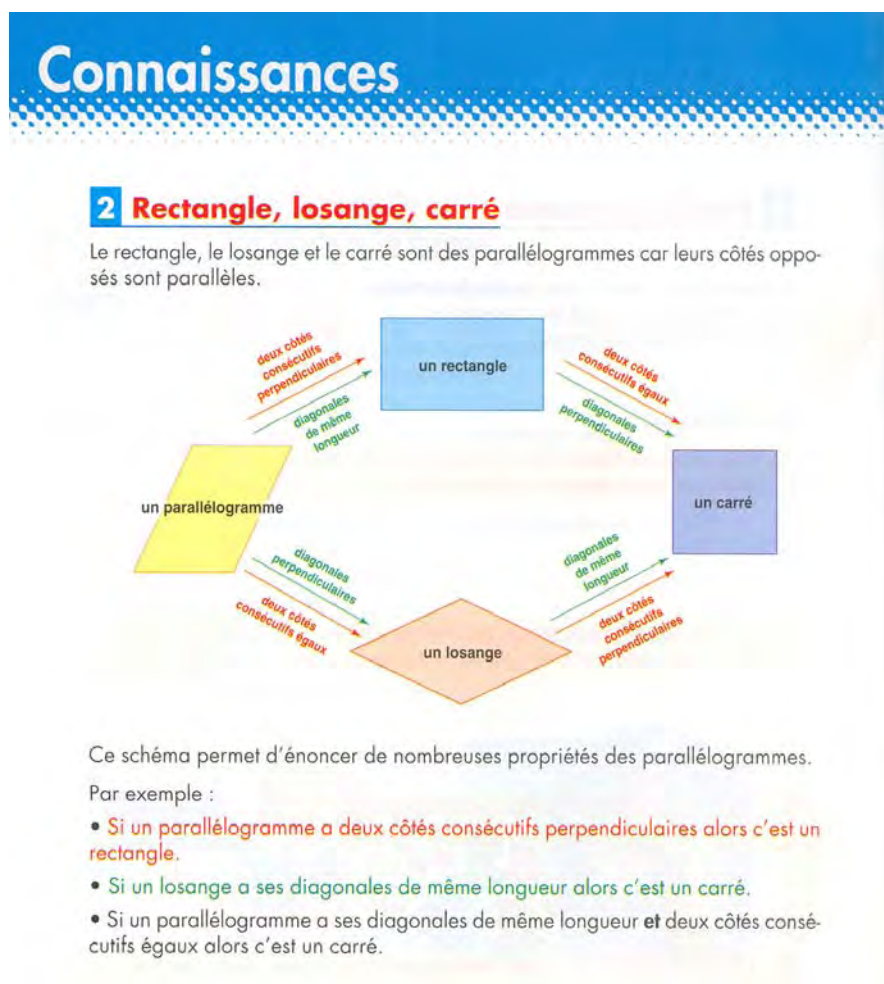 Connaissances
2 Rectangle, losange, carré
Le rectangle, le losange et le carré sont des parallélogrammes car leurs côtés oppo-
sés sont parallèles.
deux côtés
consécutifs
perpendiculaires
diagonales
de même
longueur
un rectangle
deux côtés
consécutifs égaux
diagonales
perpendiculaires
un parallélogramme
un carré
diagonales
perpendiculaires
deux côtés
consécutifs égaux
un losange
diagonales
de même
longueur
deux côtés
consécutifs
perpendiculaires
Ce schéma permet d'énoncer de nombreuses propriétés des parallélogrammes.
Par exemple :
• Si un parallélogramme a deux côtés consécutifs perpendiculaires alors c'est un
rectangle.
• Si un losange a ses diagonales de même longueur alors c'est un carré.
• Si un parallélogramme a ses diagonales de même longueur et deux côtés consé-
cutifs égaux alors c'est un carré.